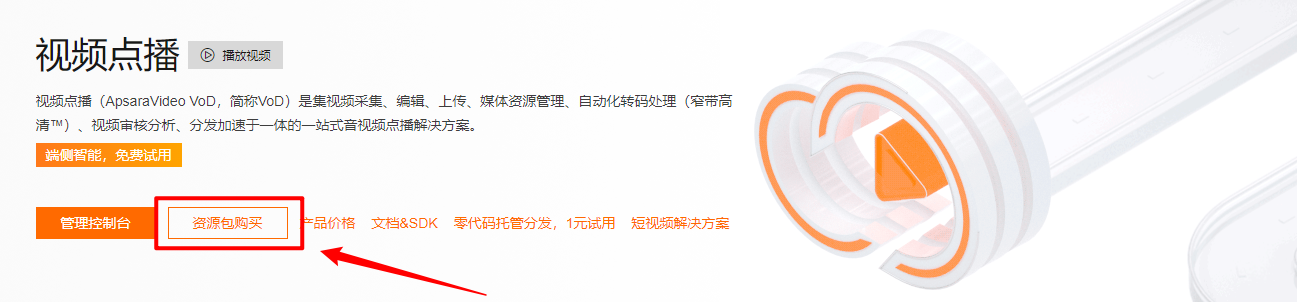 视频点播 播放视频
视频点播（ApsaraVideo VoD，简称VoD）是集视频采集、编辑、上传、媒体资源管理、自动化转码处理（窄带高
清™）、视频审核分析、分发加速于一体的一站式音视频点播解决方案。
端侧智能，免费试用
管理控制台 资源包购买 产品价格 文档&SDK 零代码托管分发，1元试用 短视频解决方案